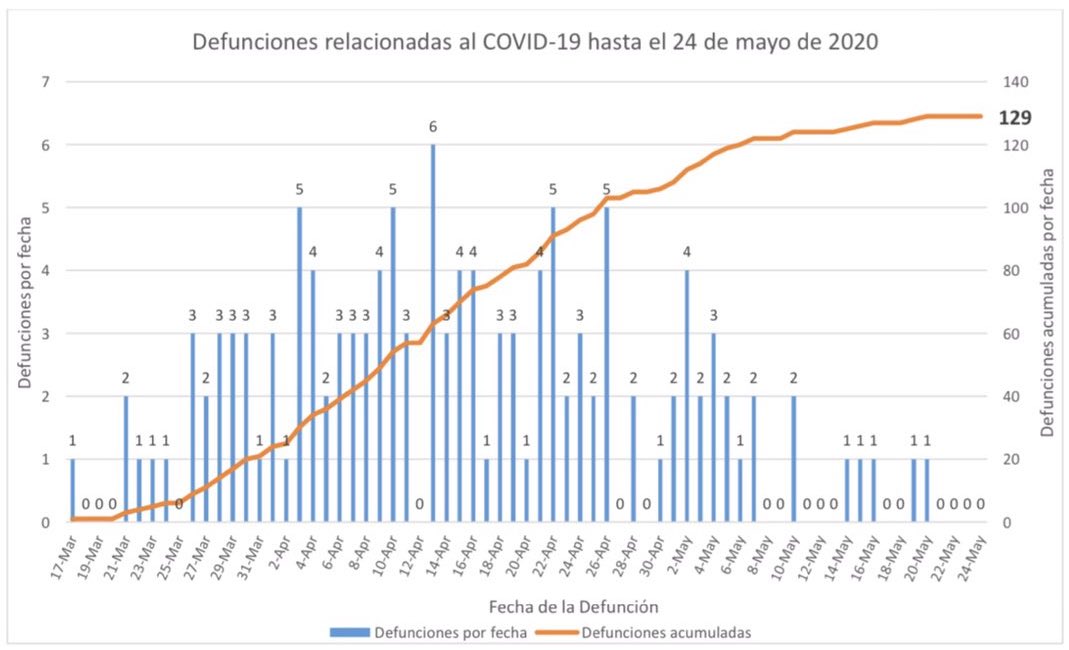 Defunciones relacionadas al COVID-19 hasta el 24 de mayo de 2020
Defunciones por fecha
7
6
5
4
3
2
1
0
6
5 5 5 5
4 4 4 4 4 4
3 3 3 3 3 3 3 3 3 3 3 3 3 3
2 2 2 2 2 2 2 2 2 2 2
1 1 1 1 1 1 1 1 1 1 1 1 1 1 1
0 0 0 0 0 0 0 0 0 0 0 0 0 0 0 0 0 0
129
140
120
100
80
60
40
20
0
Defunciones acumuladas por fecha
17-Mar
19-Mar
21-Mar
23-Mar
25-Mar
27-Mar
29-Mar
31-Mar
2-Apr
4-Apr
6-Apr
8-Apr
10-Apr
12-Apr
14-Apr
16-Apr
18-Apr
20-Apr
22-Apr
24-Apr
26-Apr
28-Apr
30-Apr
2-May
4-May
6-May
8-May
10-May
12-May
14-May
16-May
18-May
20-May
22-May
24-May
Fecha de la Defunción
Defunciones por fecha
Defunciones acumuladas